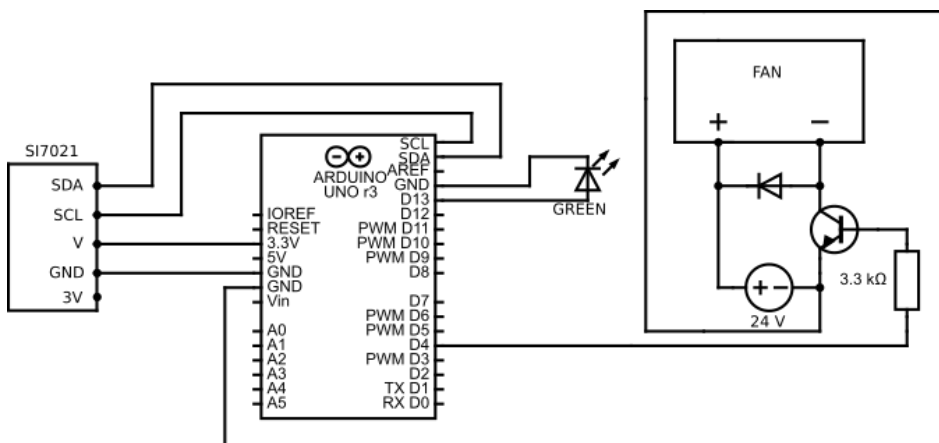 SI7021
SDA
SCL
V
GND
3V
ARDUINO
UNO r3
IOREF
RESET
3.3V
5V
GND
GND
Vin
A0
A1
A2
A3
A4
A5
SCL
SDA
AREF
GND
D13
D12
PWM D11
PWM D10
PWM D9
D8
D7
PWM D6
PWM D5
D4
PWM D3
D2
TX D1
RX D0
GREEN
FAN
+ −
+ −
24 V
3.3 kΩ